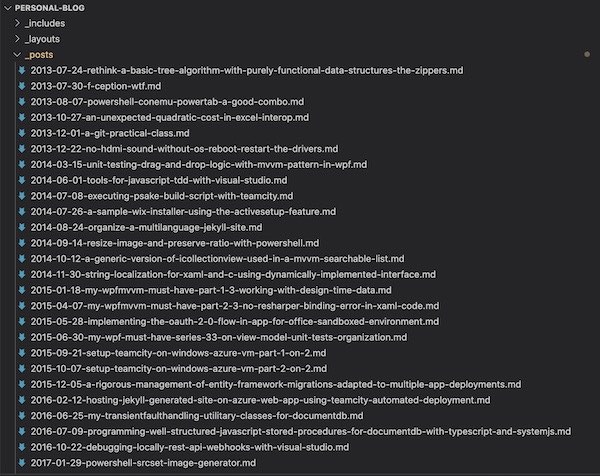 PERSONAL-BLOG
_includes
_layouts
_posts
2013-07-24-rethink-a-basic-tree-algorithm-with-purely-functional-data-structures-the-zippers.md
2013-07-30-f-ception-wtf.md
2013-08-07-powershell-conemu-powertab-a-good-combo.md
2013-10-27-an-unexpected-quadratic-cost-in-excel-interop.md
2013-12-01-a-git-practical-class.md
2013-12-22-no-hdmi-sound-without-os-reboot-restart-the-drivers.md
2014-03-15-unit-testing-drag-and-drop-logic-with-mvvm-pattern-in-wpf.md
2014-06-01-tools-for-javascript-tdd-with-visual-studio.md
2014-07-08-executing-psake-build-script-with-teamcity.md
2014-07-26-a-sample-wix-installer-using-the-activesetup-feature.md
2014-08-24-organize-a-multilanguage-jekyll-site.md
2014-09-14-resize-image-and-preserve-ratio-with-powershell.md
2014-10-12-a-generic-version-of-icollectionview-used-in-a-mvvm-searchable-list.md
2014-11-30-string-localization-for-xaml-and-c-using-dynamically-implemented-interface.md
2015-01-18-my-wpfmvvm-must-have-part-1-3-working-with-design-time-data.md
2015-04-07-my-wpfmvvm-must-have-part-2-3-no-resharper-binding-error-in-xaml-code.md
2015-05-28-implementing-the-oauth-2-0-flow-in-app-for-office-sandboxed-environment.md
2015-06-30-my-wpf-must-have-series-33-on-view-model-unit-tests-organization.md
2015-09-21-setup-teamcity-on-windows-azure-vm-part-1-on-2.md
2015-10-07-setup-teamcity-on-windows-azure-vm-part-2-on-2.md
2015-12-05-a-rigorous-management-of-entity-framework-migrations-adapted-to-multiple-app-deployments.md
2016-02-12-hosting-jekyll-generated-site-on-azure-web-app-using-teamcity-automated-deployment.md
2016-06-25-my-transientfaulthandling-utilitary-classes-for-documentdb.md
2016-07-09-programming-well-structured-javascript-stored-procedures-for-documentdb-with-typescript-and-systemjs.md
2016-10-22-debugging-locally-rest-api-webhooks-with-visual-studio.md
2017-01-29-powershell-srcset-image-generator.md